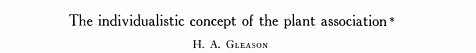 The individualistic concept of the plant association*
H. A. Gleason